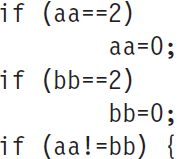 if (aa==2)
        aa=0;
if (bb==2)
        bb=0;
if (aa!=bb) {